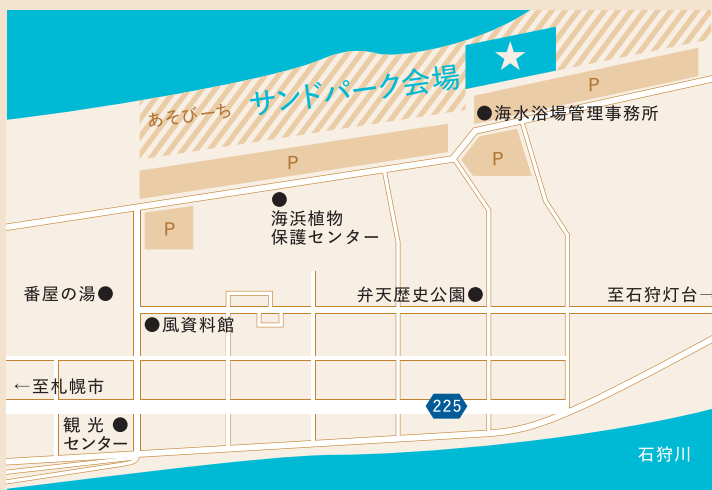 サンドパーク会場
あそびーち
P
海水浴場管理事務所
P
P
P
海浜植物
保護センター
番屋の湯
弁天歴史公園
至石狩灯台→
風資料館
←至札幌市
225
観光
センター
石狩川